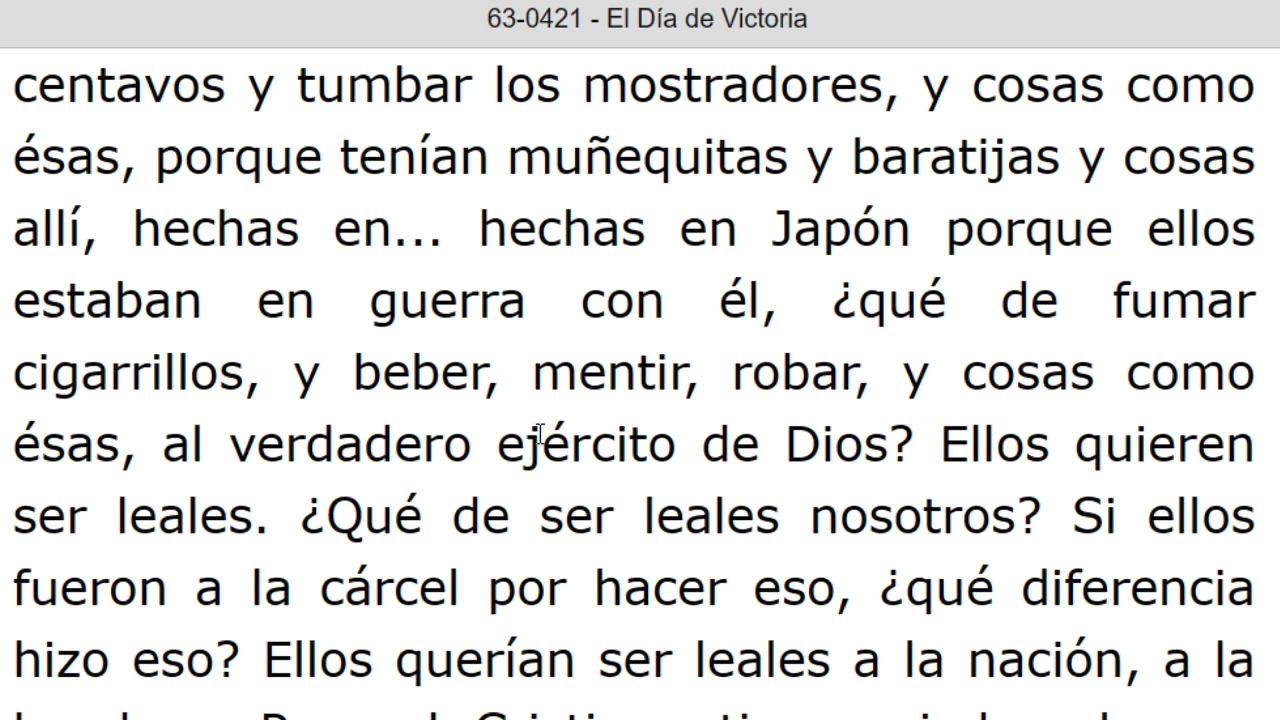 63-0421 - El Día de Victoria
centavos y tumbar los mostradores, y cosas como
ésas, porque tenían muñequitas y baratijas y cosas
allí, hechas en… hechas en Japón porque ellos
estaban en guerra con él, ¿qué de fumar
cigarrillos, y beber, mentir, robar, y cosas como
ésas, al verdadero ejército de Dios? Ellos quieren
ser leales. ¿Qué de ser leales nosotros? Si ellos
fueron a la cárcel por hacer eso, ¿qué diferencia
hizo eso? Ellos querían ser leales a la nación, a la